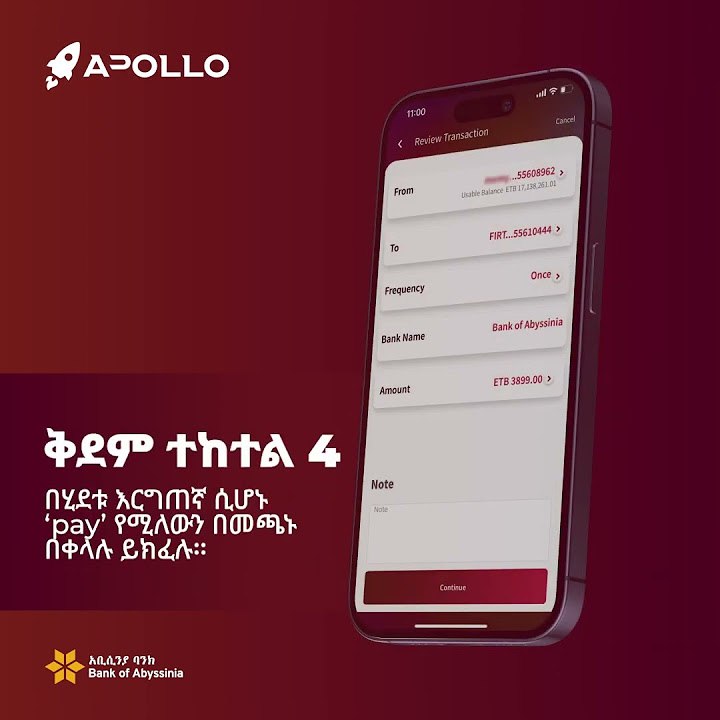 APOLLO
11:00
Review Transaction
Cancel
From
...55608962
Usable Balance ETB 17,138,261.01
To
FIRT...55610444
Frequency
Once
Bank Name
Bank of Abyssinia
Amount
ETB 3899.00
Note
Note
Continue
ቅደም ተከተል 4
በሂደቱ እርግጠኛ ሲሆኑ
‘pay’ የሚለውን በመጫኑ
በቀላሉ ይክፈሉ።
አቢሲንያ ባንክ
Bank of Abyssinia